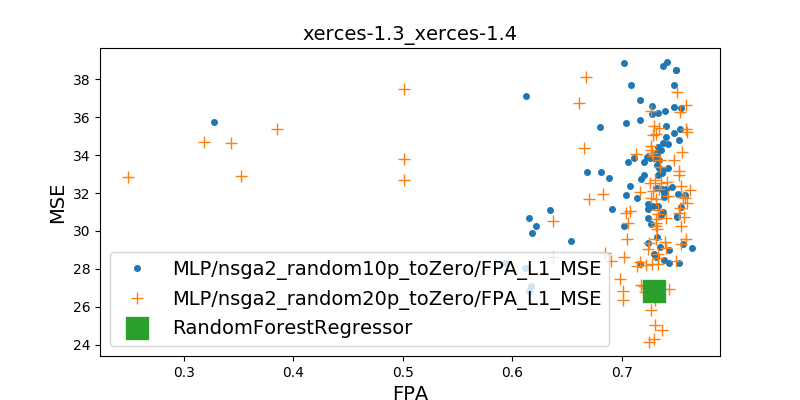 xerces-1.3_xerces-1.4
MSE
38
36
34
32
30
28
26
24
MLP/nsga2_random10p_toZero/FPA_L1_MSE
MLP/nsga2_random20p_toZero/FPA_L1_MSE
RandomForestRegressor
0.3 0.4 0.5 0.6 0.7
FPA